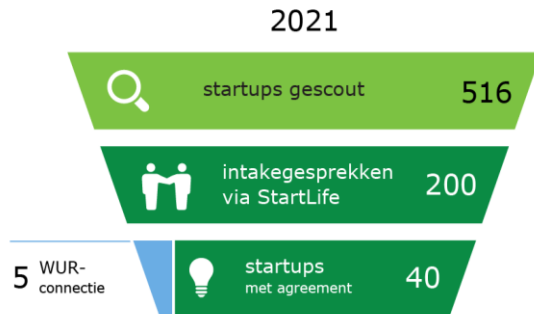 2021
startups gescout 516
intakegesprekken
via StartLife 200
5 WUR-
connectie
startups
met agreement 40